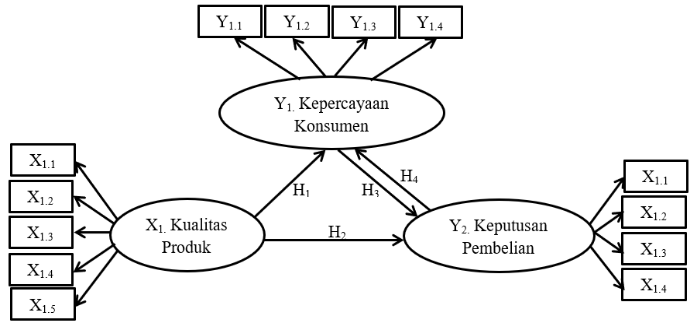 Y1.1 Y1.2 Y1.3 Y1.4
Y1. Kepercayaan
Konsumen
H1
H3
H4
X1.1
X1.2
X1.3
X1.4
X1.5
X1. Kualitas
Produk
H2
Y2. Keputusan
Pembelian
X1.1
X1.2
X1.3
X1.4